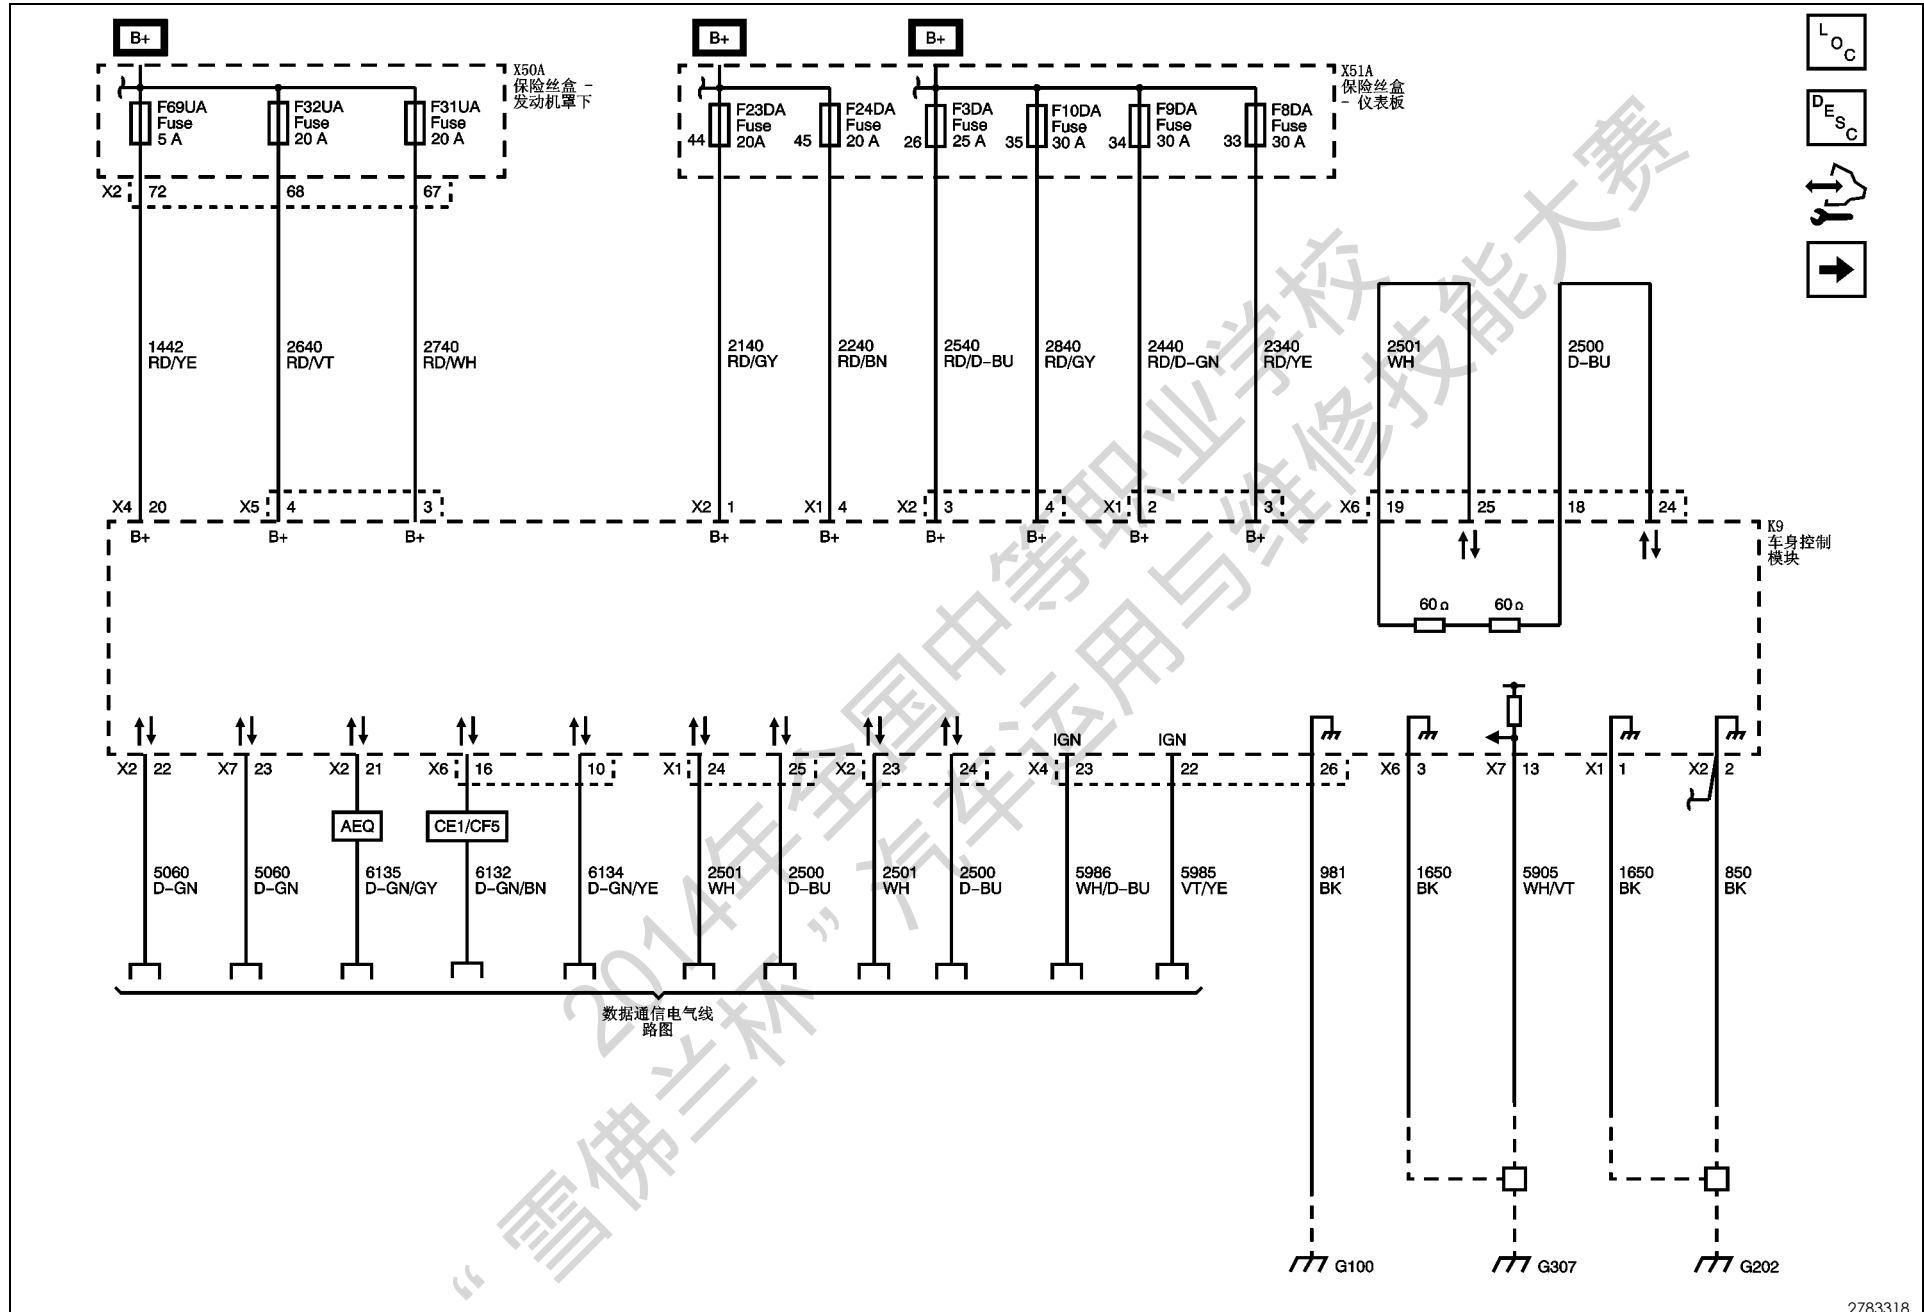 B+
B+
B+
L O C
D E S C
X50A
保险丝盒 -
发动机罩下
F69UA
Fuse
5 A
F32UA
Fuse
20 A
F31UA
Fuse
20 A
X51A
保险丝盒
- 仪表板
44
F23DA
Fuse
20A
45
F24DA
Fuse
20 A
26
F3DA
Fuse
25 A
35
F10DA
Fuse
30 A
34
F9DA
Fuse
30 A
33
F8DA
Fuse
30 A
X2 72 68 67
1442
RD/YE
2640
RD/VT
2740
RD/WH
2140
RD/GY
2240
RD/BN
2540
RD/D-BU
2840
RD/GY
2440
RD/D-GN
2340
RD/YE
2501
WH
2500
D-BU
X4 20 X5 4 3 X2 1 X1 4 X2 3 4 X1 2 3 X6 19 25 18 24
B+ B+ B+ B+ B+ B+ B+ B+ B+
K9
车身控制
模块
60Ω 60Ω
IGN IGN
X2 22 X7 23 X2 21 X6 16 10 X1 24 25 X2 23 24 X4 23 22 26 X6 3 X7 13 X1 1 X2 2
AEQ CE1/CF5
5060
D-GN
5060
D-GN
6135
D-GN/GY
6132
D-GN/BN
6134
D-GN/YE
2501
WH
2500
D-BU
2501
WH
2500
D-BU
5986
WH/D-BU
5985
VT/YE
981
BK
1650
BK
5905
WH/VT
1650
BK
850
BK
数据通信电气线
路图
G100 G307 G202
2783318
2014年全国中等职业学校
“雪佛兰杯”汽车运用与维修技能大赛